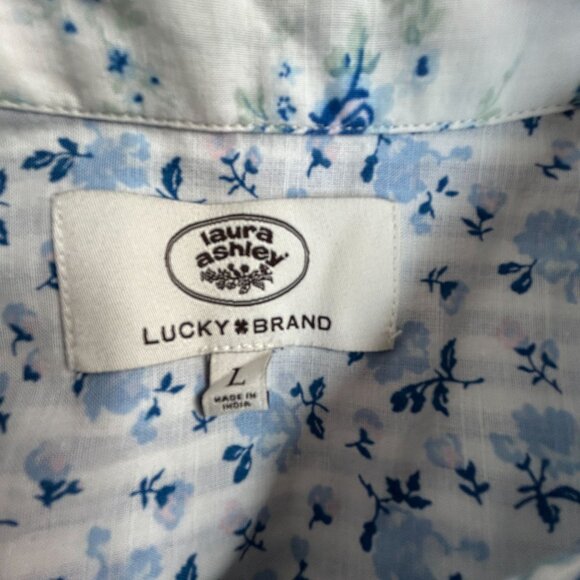 laura
ashley
LUCKY BRAND
L
MADE IN
INDIA